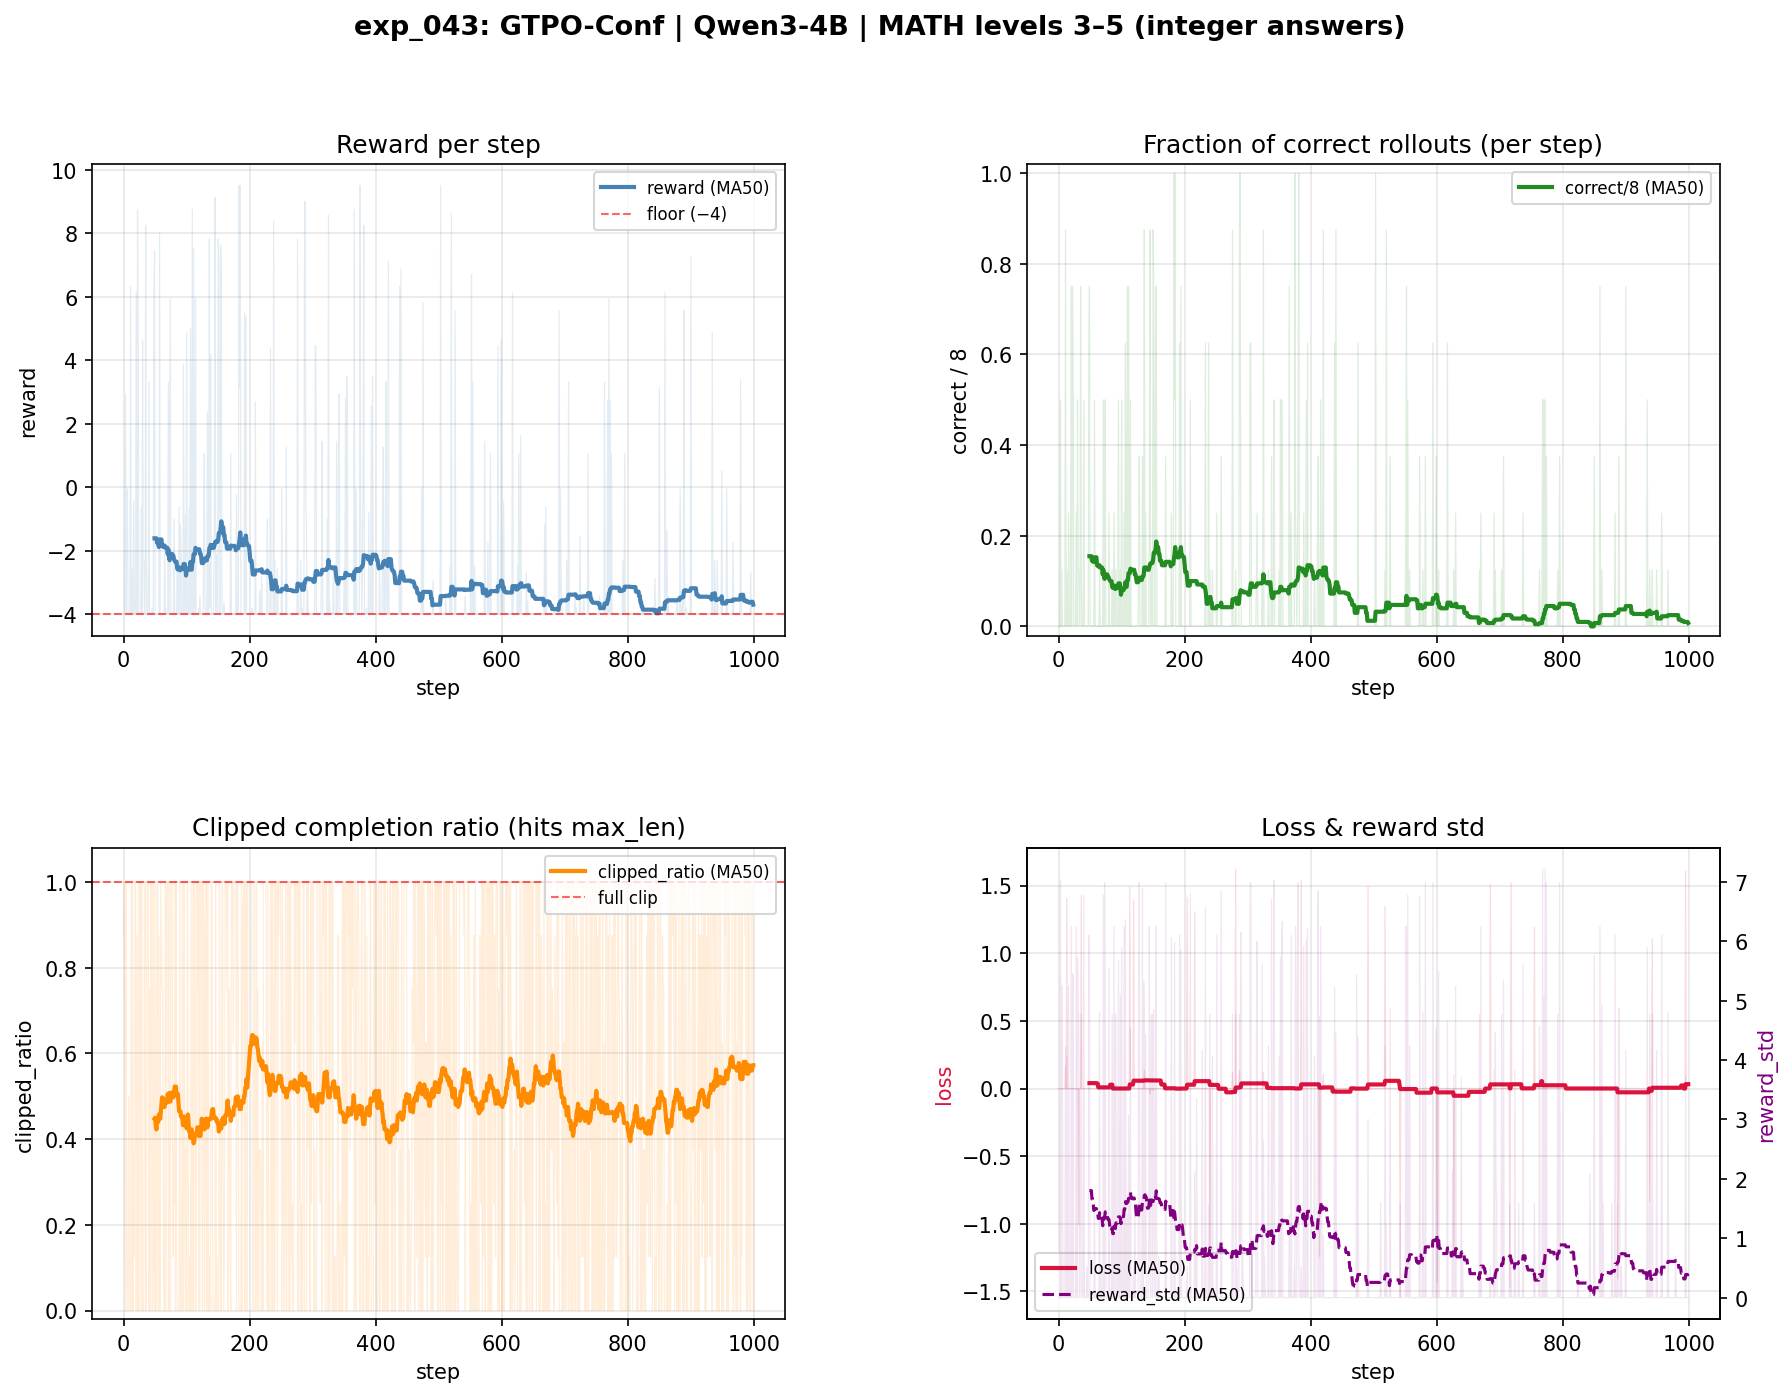 exp_043: GTPO-Conf | Qwen3-4B | MATH levels 3–5 (integer answers)
Reward per step
10
8
6
4
2
0
−2
−4
reward
reward (MA50)
floor (−4)
0 200 400 600 800 1000
step
Fraction of correct rollouts (per step)
1.0
0.8
0.6
0.4
0.2
0.0
correct / 8
correct/8 (MA50)
0 200 400 600 800 1000
step
Clipped completion ratio (hits max_len)
1.0
0.8
0.6
0.4
0.2
0.0
clipped_ratio
clipped_ratio (MA50)
full clip
0 200 400 600 800 1000
step
Loss & reward std
1.5
1.0
0.5
0.0
−0.5
−1.0
−1.5
loss
7
6
5
4
3
2
1
0
reward_std
loss (MA50)
reward_std (MA50)
0 200 400 600 800 1000
step